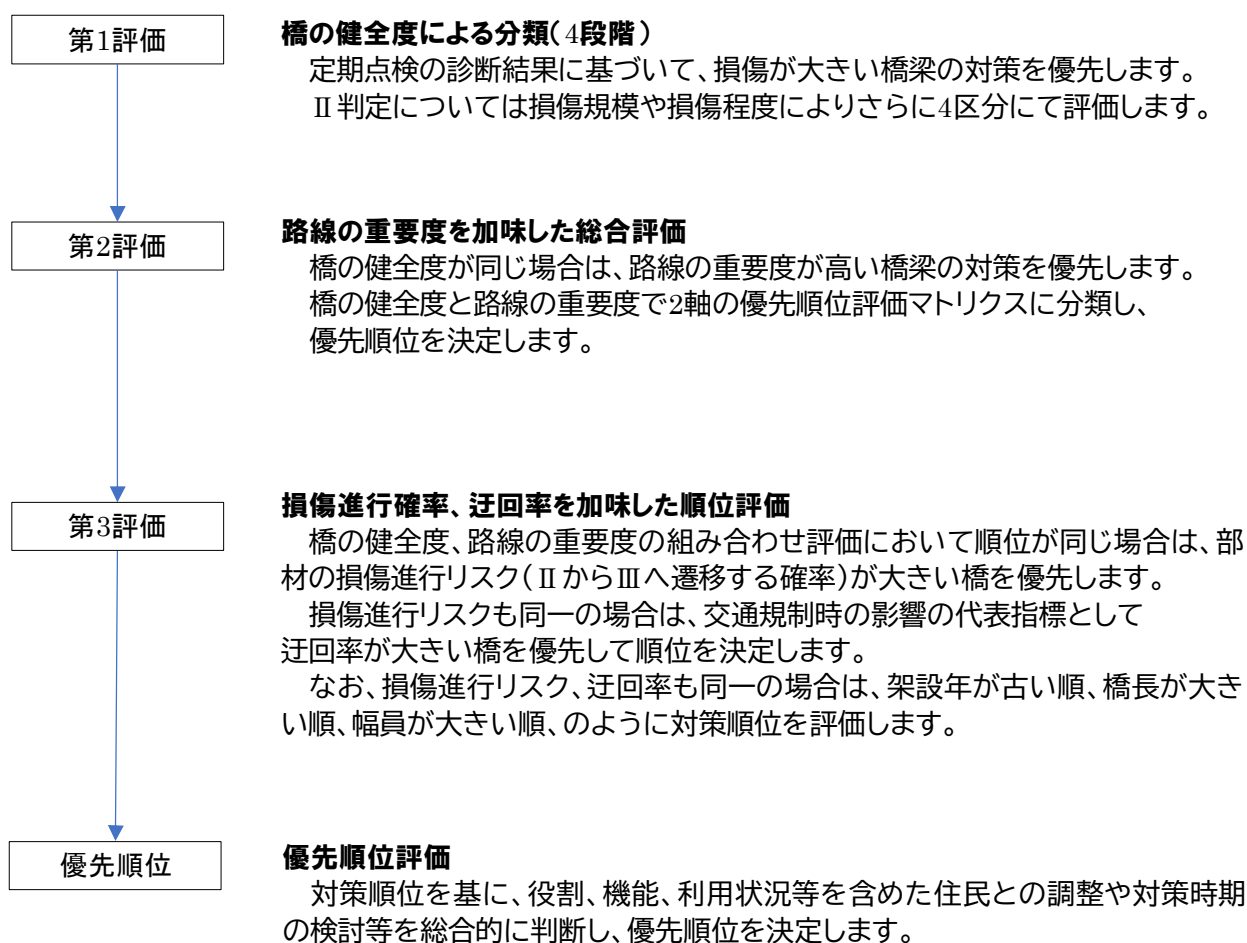 第1評価
橋の健全度による分類(4段階)
定期点検の診断結果に基づいて、損傷が大きい橋梁の対策を優先します。
Ⅱ判定については損傷規模や損傷程度によりさらに4区分にて評価します。
第2評価
路線の重要度を加味した総合評価
橋の健全度が同じ場合は、路線の重要度が高い橋梁の対策を優先します。
橋の健全度と路線の重要度で2軸の優先順位評価マトリクスに分類し、
優先順位を決定します。
第3評価
損傷進行確率、迂回率を加味した順位評価
橋の健全度、路線の重要度の組み合わせ評価において順位が同じ場合は、部
材の損傷進行リスク(ⅡからⅢへ遷移する確率)が大きい橋を優先します。
損傷進行リスクも同一の場合は、交通規制時の影響の代表指標として
迂回率が大きい橋を優先して順位を決定します。
なお、損傷進行リスク、迂回率も同一の場合は、架設年が古い順、橋長が大き
い順、幅員が大きい順、のように対策順位を評価します。
優先順位
優先順位評価
対策順位を基に、役割、機能、利用状況等を含めた住民との調整や対策時期
の検討等を総合的に判断し、優先順位を決定します。